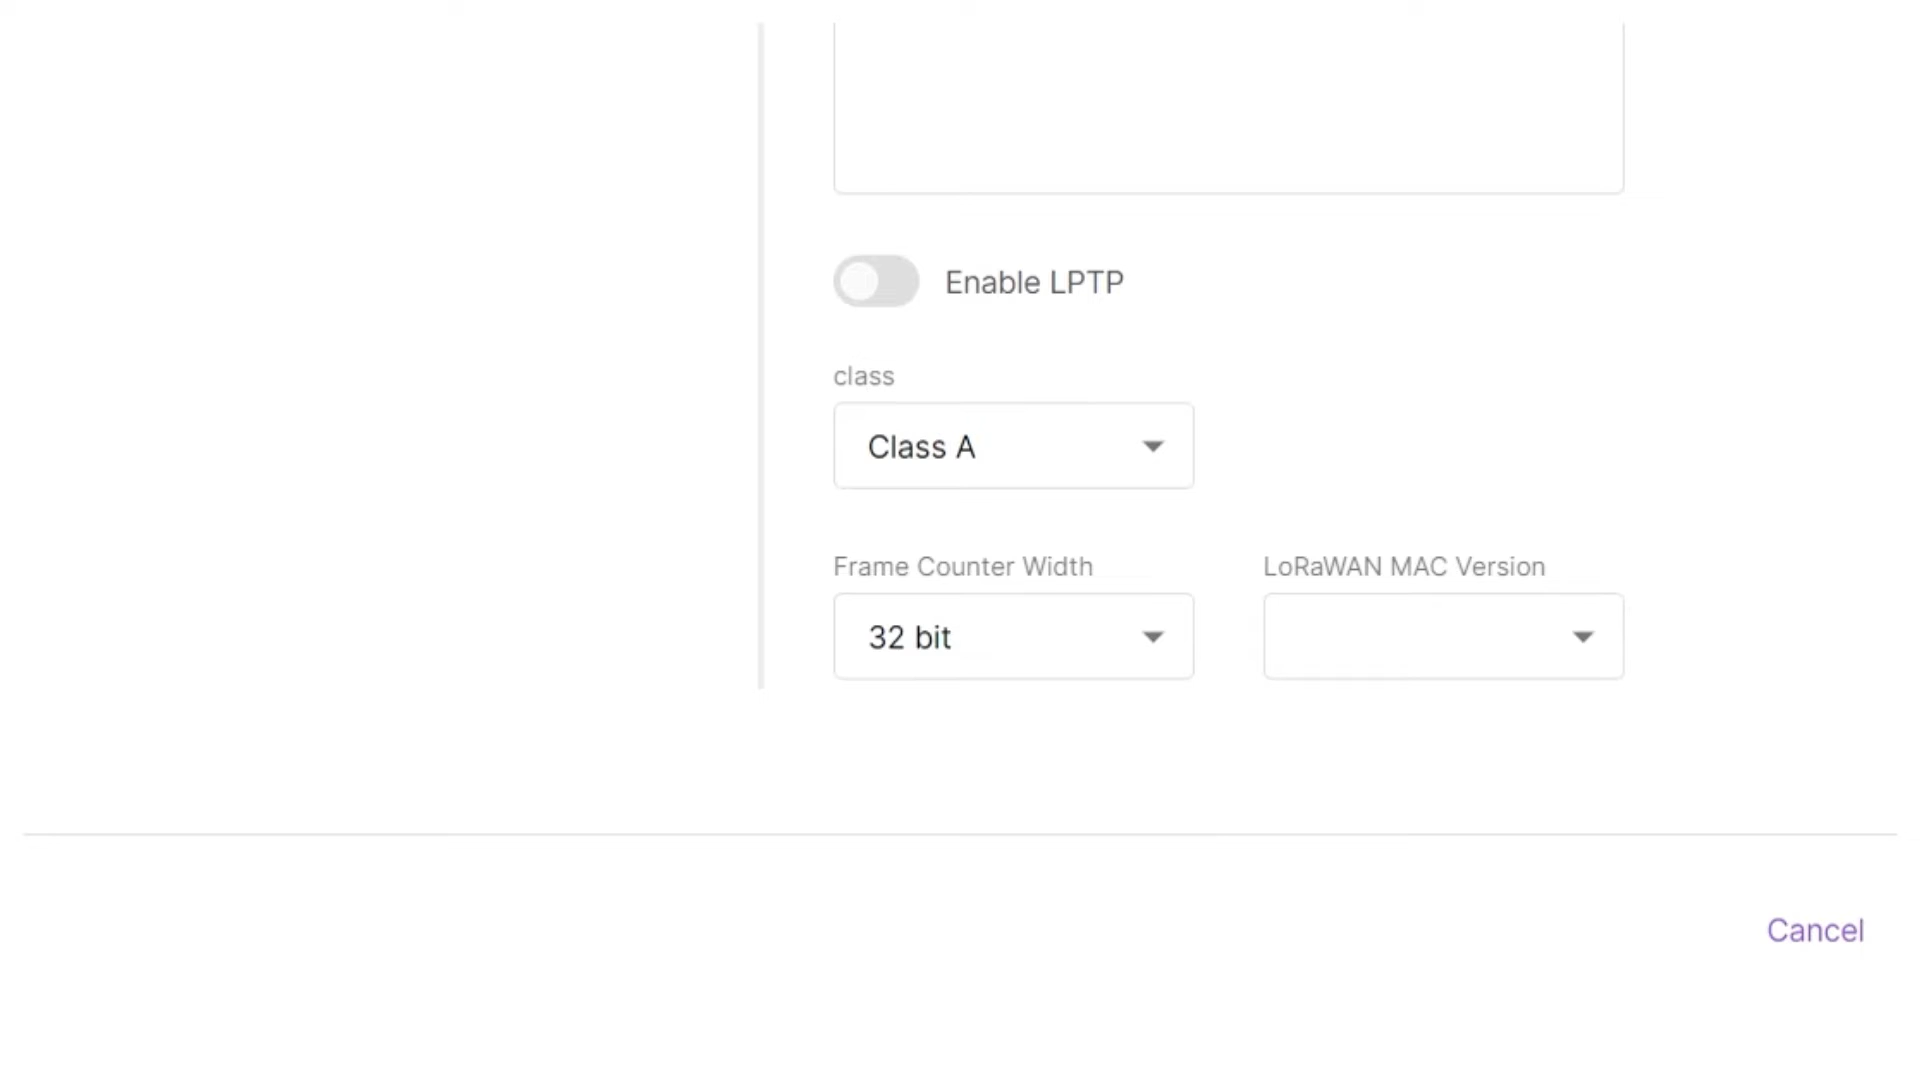 Enable LPTP
class
Class A
Frame Counter Width
LoRaWAN MAC Version
32 bit
Cancel